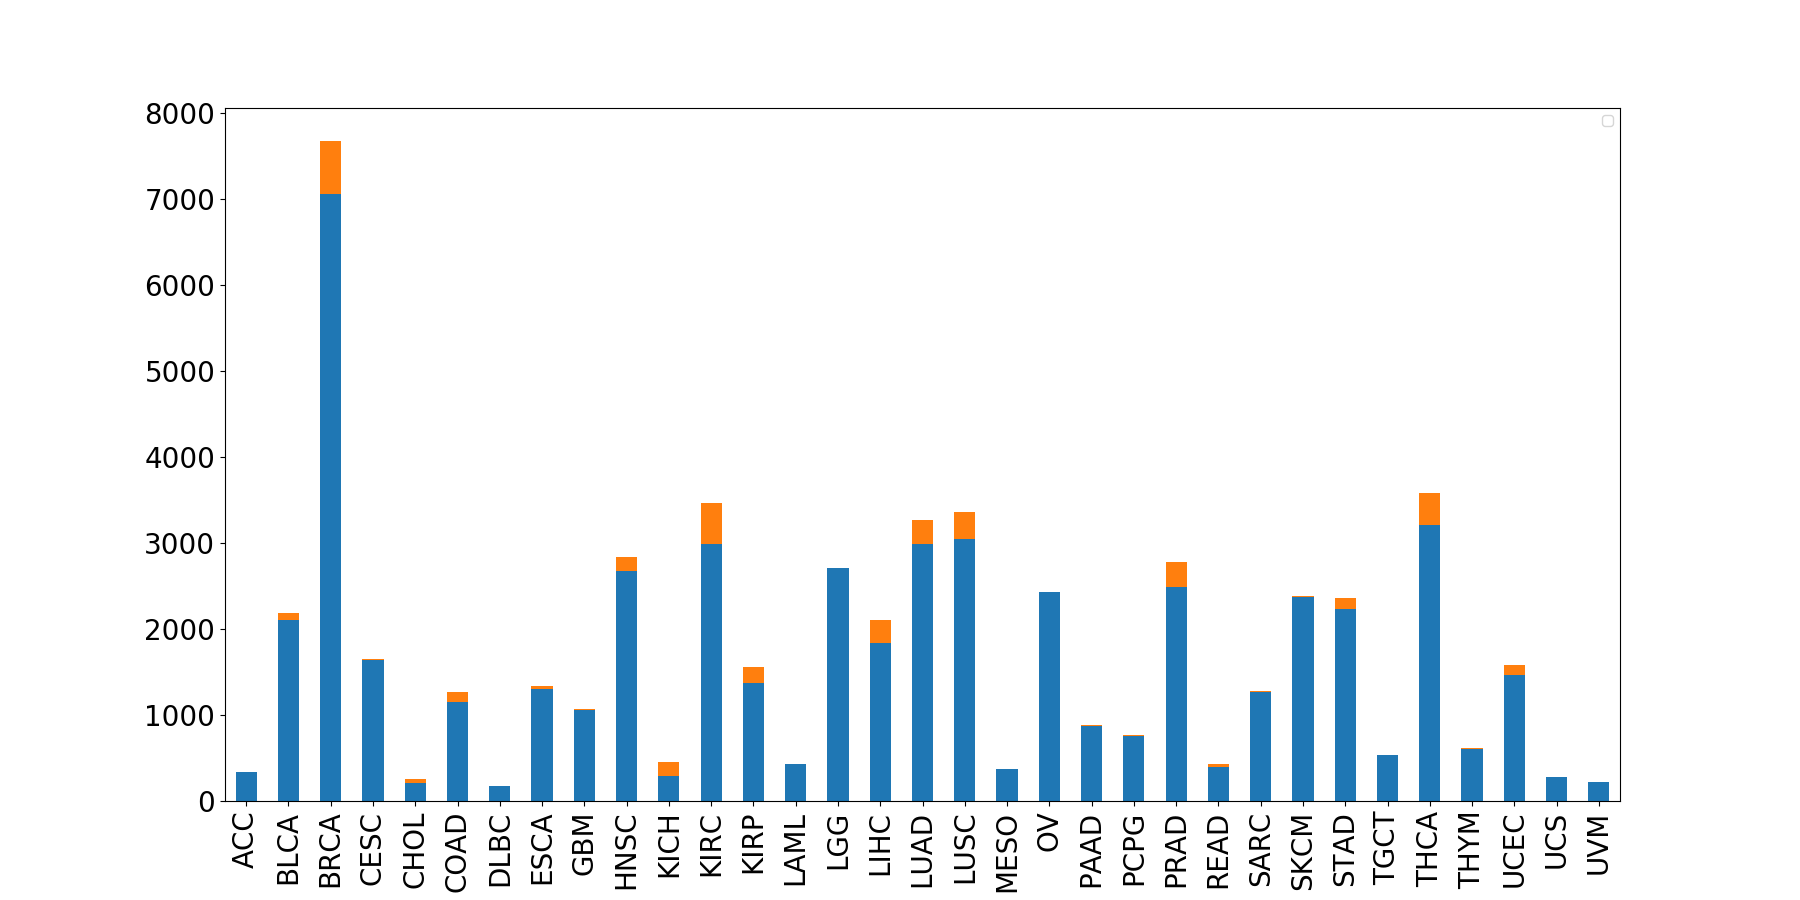 8000
7000
6000
5000
4000
3000
2000
1000
0
ACC
BLCA
BRCA
CESC
CHOL
COAD
DLBC
ESCA
GBM
HNSC
KICH
KIRC
KIRP
LAML
LGG
LIHC
LUAD
LUSC
MESO
OV
PAAD
PCPG
PRAD
READ
SARC
SKCM
STAD
TGCT
THCA
THYM
UCEC
UCS
UVM